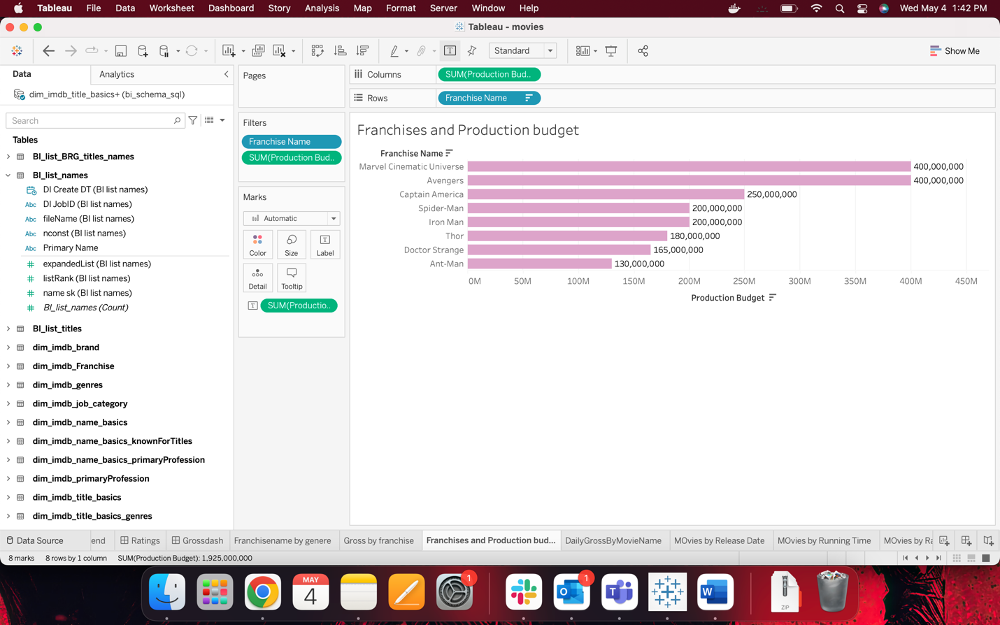 Tableau File Data Worksheet Dashboard Story Analysis Map Format Server Window Help Wed May 4 1:42 PM
Tableau - movies
Standard Show Me
Data Analytics
dim_imdb_title_basics+ (bi_schema_sql)
Search
Tables
BI_list_BRG_titles_names
BI_list_names
DI Create DT (BI list names)
Abc DI JobID (BI list names)
Abc fileName (BI list names)
Abc nconst (BI list names)
Abc Primary Name
expandedList (BI list names)
listRank (BI list names)
name sk (BI list names)
BI_list_names (Count)
BI_list_titles
dim_imdb_brand
dim_imdb_Franchise
dim_imdb_genres
dim_imdb_job_category
dim_imdb_name_basics
dim_imdb_name_basics_knownForTitles
dim_imdb_name_basics_primaryProfession
dim_imdb_primaryProfession
dim_imdb_title_basics
dim_imdb_title_basics_genres
Pages
Filters
Franchise Name
SUM(Production Bud..
Marks
Automatic
Color Size Label
Detail Tooltip
SUM(Productio..
Columns SUM(Production Bud..
Rows Franchise Name
Franchises and Production budget
Franchise Name
Marvel Cinematic Universe 400,000,000
Avengers 400,000,000
Captain America 250,000,000
Spider-Man 200,000,000
Iron Man 200,000,000
Thor 180,000,000
Doctor Strange 165,000,000
Ant-Man 130,000,000
0M 50M 100M 150M 200M 250M 300M 350M 400M 450M
Production Budget
Data Source end Ratings Grossdash Franchisename by genere Gross by franchise Franchises and Production bud... DailyGrossByMovieName MOvies by Release Date MOvies by Running Time MOvies by Ra
8 marks 8 rows by 1 column SUM(Production Budget): 1,925,000,000
MAY
4
1
1
ZIP